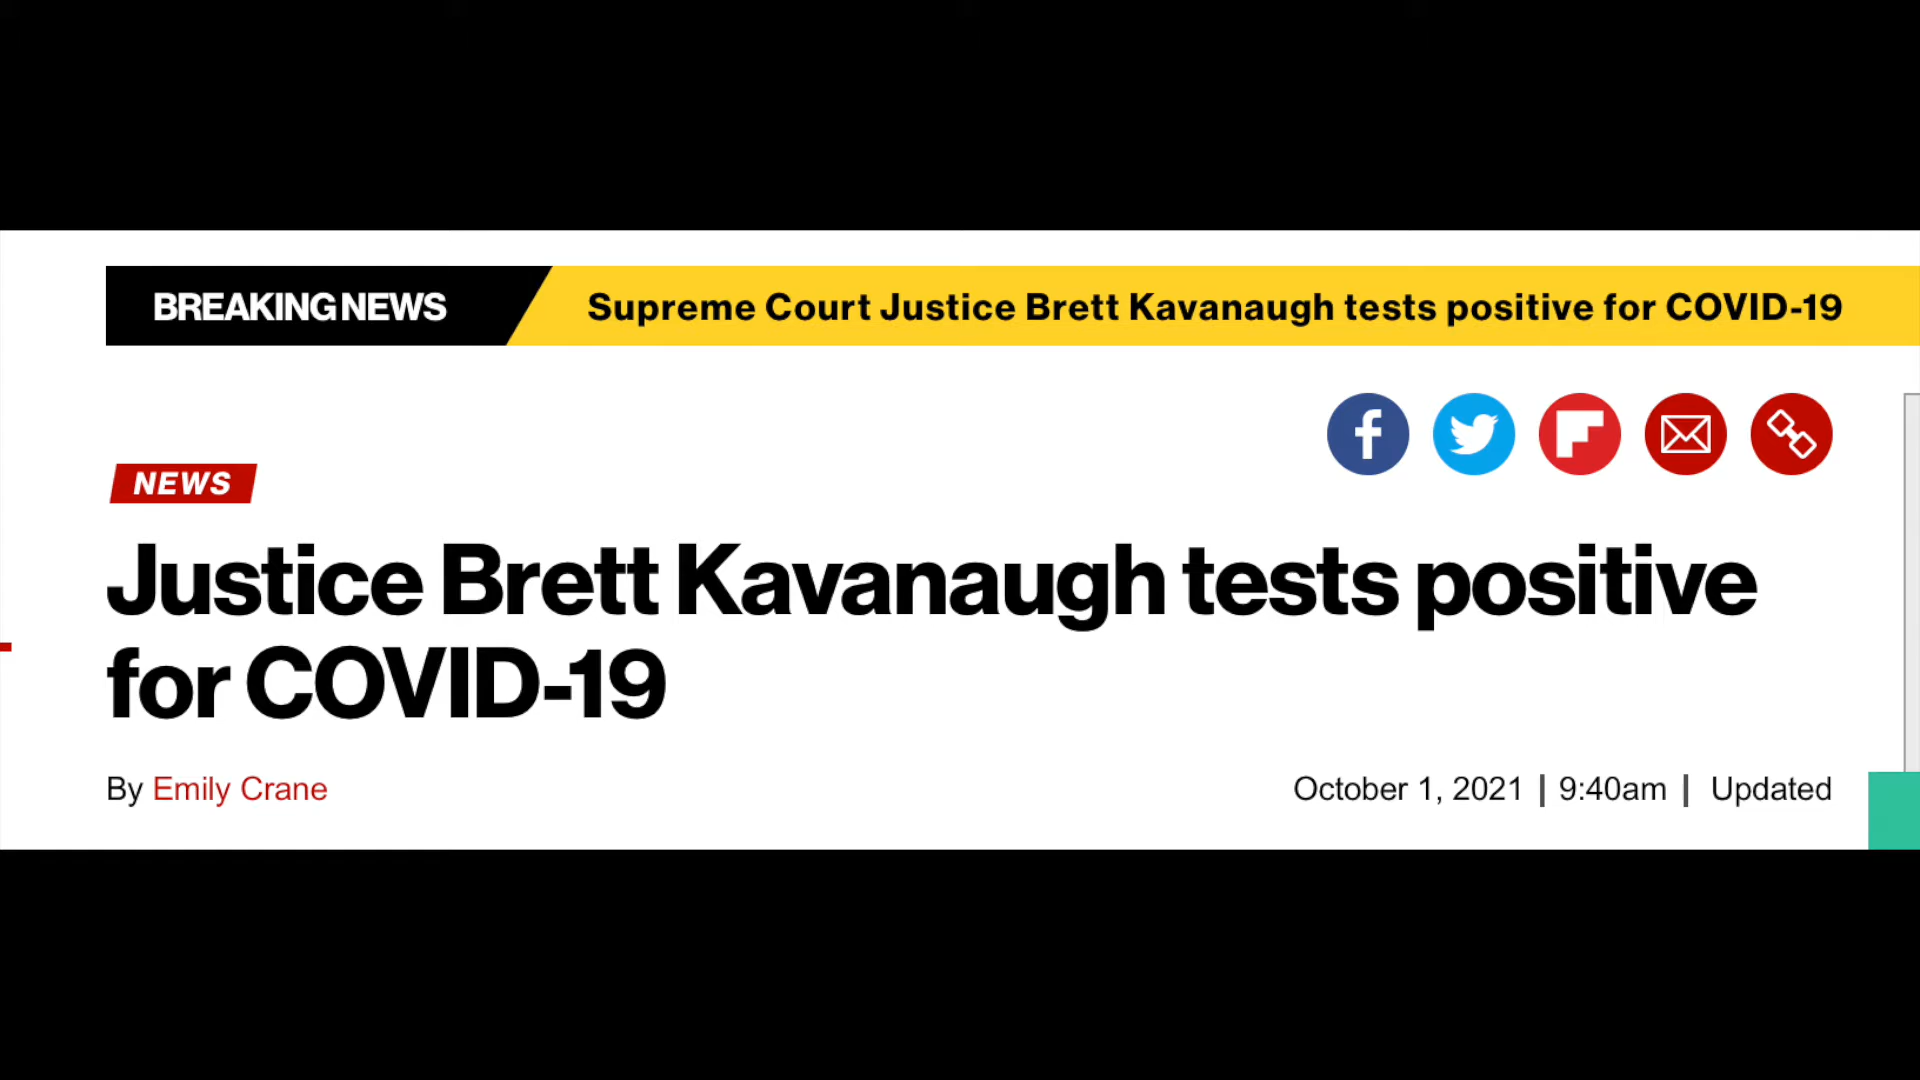 BREAKING NEWS
Supreme Court Justice Brett Kavanaugh tests positive for COVID-19
NEWS
Justice Brett Kavanaugh tests positive
for COVID-19
By Emily Crane
October 1, 2021 | 9:40am | Updated